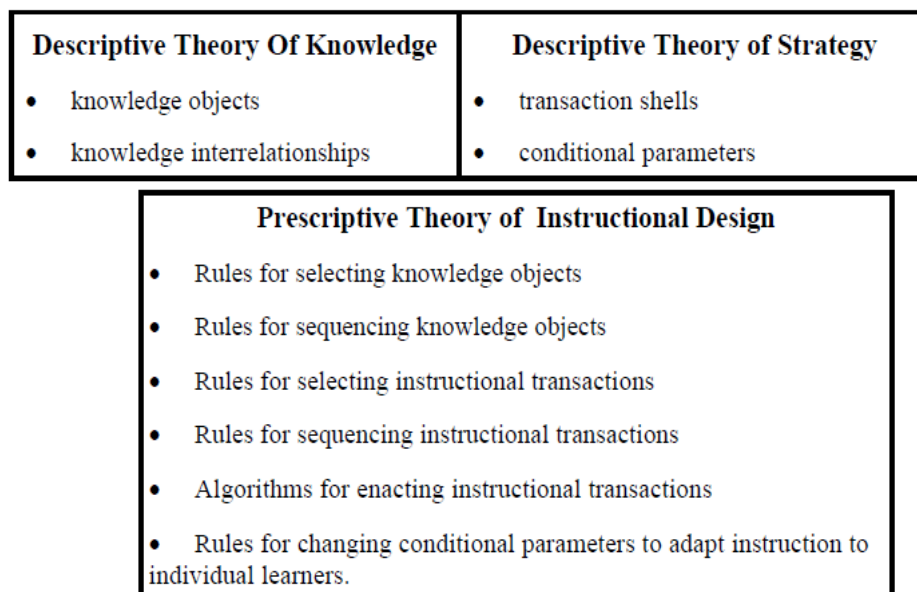 Descriptive Theory Of Knowledge
• knowledge objects
• knowledge interrelationships
Descriptive Theory of Strategy
• transaction shells
• conditional parameters
Prescriptive Theory of Instructional Design
• Rules for selecting knowledge objects
• Rules for sequencing knowledge objects
• Rules for selecting instructional transactions
• Rules for sequencing instructional transactions
• Algorithms for enacting instructional transactions
• Rules for changing conditional parameters to adapt instruction to
individual learners.